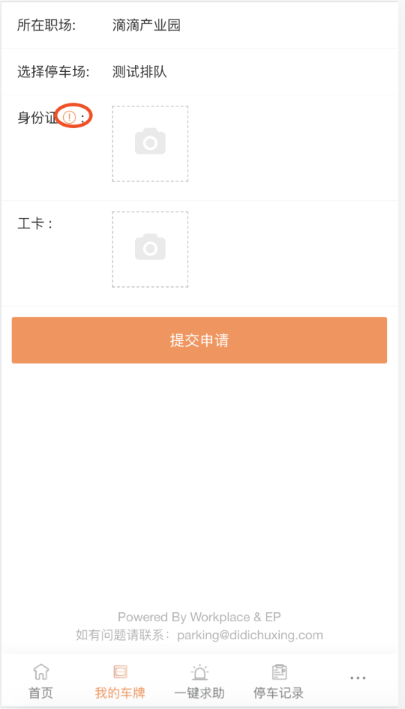 所在职场: 滴滴产业园
选择停车场: 测试排队
身份证 :
工卡 :
提交申请
Powered By Workplace & EP
如有问题请联系：parking@didichuxing.com
首页 我的车牌 一键求助 停车记录 ...